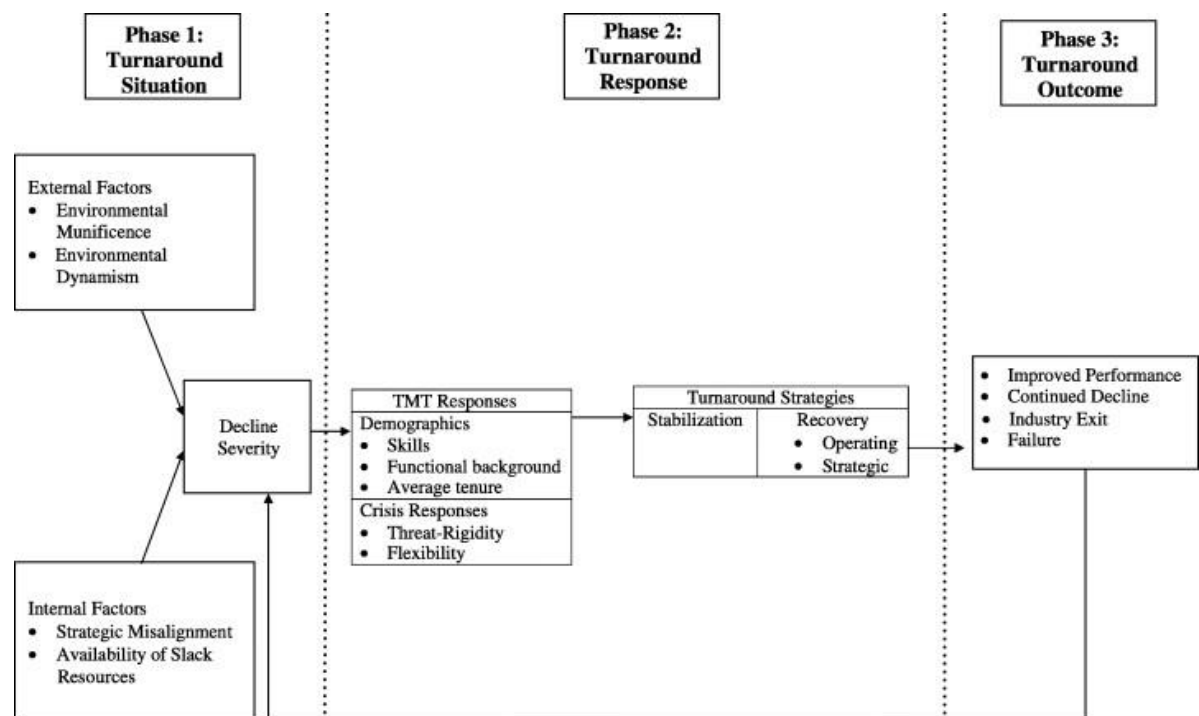 Phase 1:
Turnaround
Situation
Phase 2:
Turnaround
Response
Phase 3:
Turnaround
Outcome
External Factors
• Environmental
Munificence
• Environmental
Dynamism
Decline
Severity
Internal Factors
• Strategic Misalignment
• Availability of Slack
Resources
TMT Responses
Demographics
• Skills
• Functional background
• Average tenure
Crisis Responses
• Threat-Rigidity
• Flexibility
Turnaround Strategies
Stabilization
Recovery
• Operating
• Strategic
• Improved Performance
• Continued Decline
• Industry Exit
• Failure